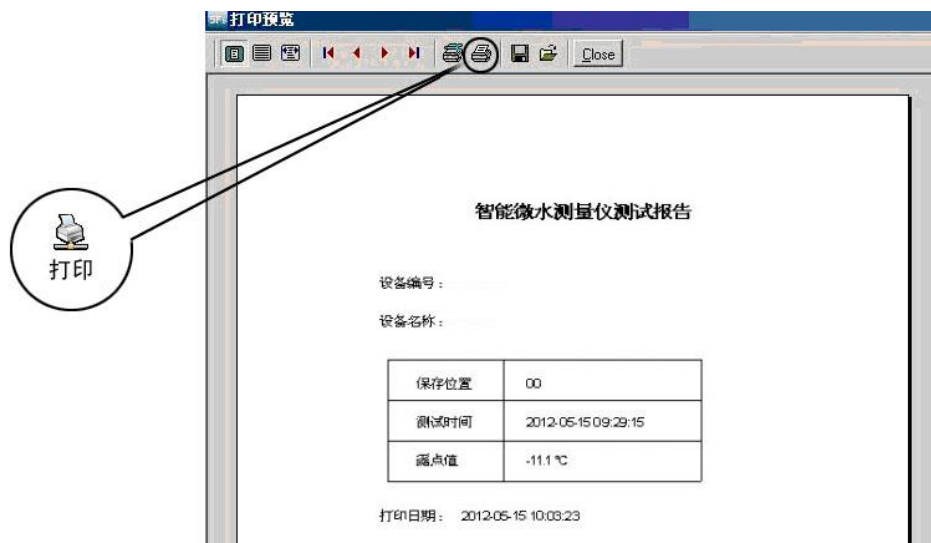 打印预览
Close
打印
智能微水测量仪测试报告
设备编号:
设备名称:
保存位置 00
测试时间 2012-05-15 09:29:15
露点值 -11.1 ℃
打印日期: 2012-05-15 10:03:23